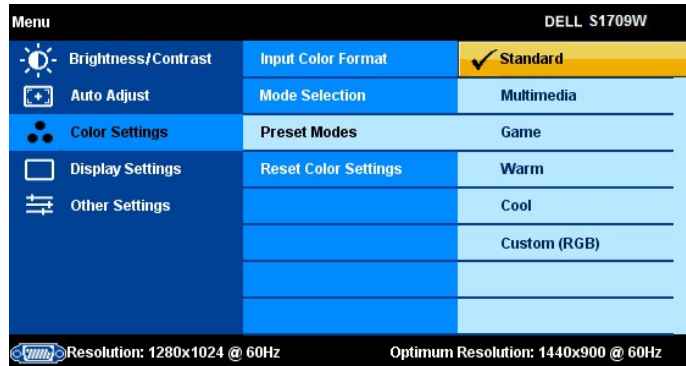 Menu DELL S1709W
Brightness/Contrast Input Color Format Standard
Auto Adjust Mode Selection Multimedia
Color Settings Preset Modes Game
Display Settings Reset Color Settings Warm
Other Settings Cool
Custom (RGB)
Resolution: 1280x1024 @ 60Hz Optimum Resolution: 1440x900 @ 60Hz